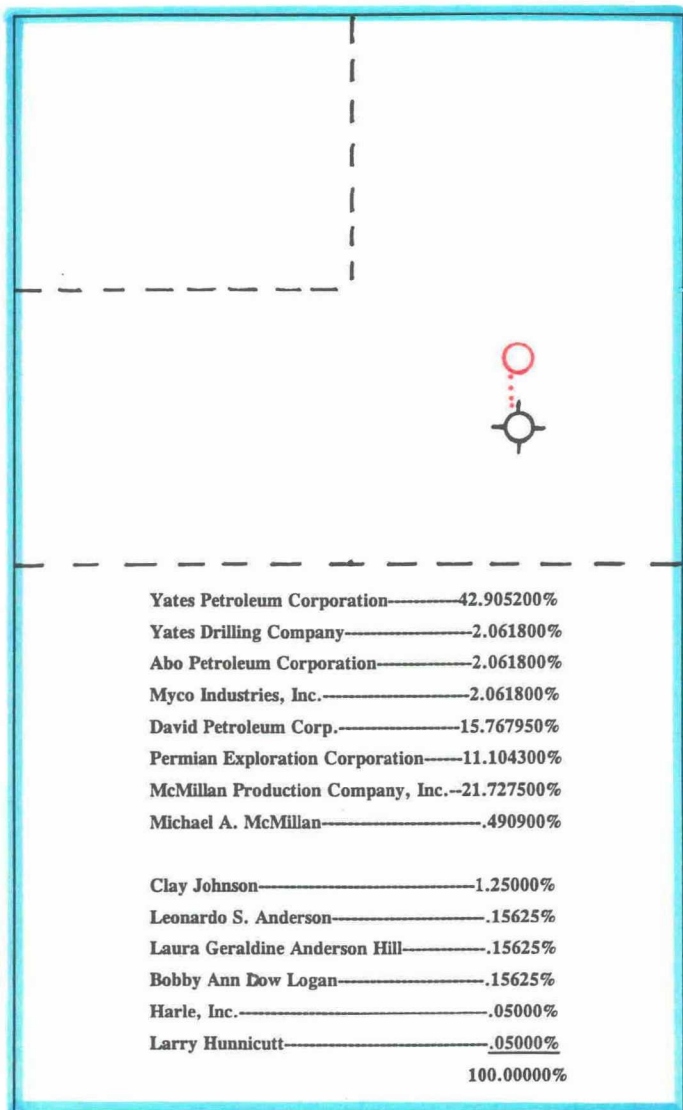 Yates Petroleum Corporation----------42.905200%
Yates Drilling Company-----------------2.061800%
Abo Petroleum Corporation------------2.061800%
Myco Industries, Inc.--------------------2.061800%
David Petroleum Corp.----------------15.767950%
Permian Exploration Corporation-----11.104300%
McMillan Production Company, Inc.--21.727500%
Michael A. McMillan--------------------.490900%
Clay Johnson-----------------------------1.25000%
Leonardo S. Anderson-------------------.15625%
Laura Geraldine Anderson Hill---------.15625%
Bobby Ann Dow Logan-----------------.15625%
Harle, Inc.--------------------------------.05000%
Larry Hunnicutt--------------------------.05000%
100.00000%